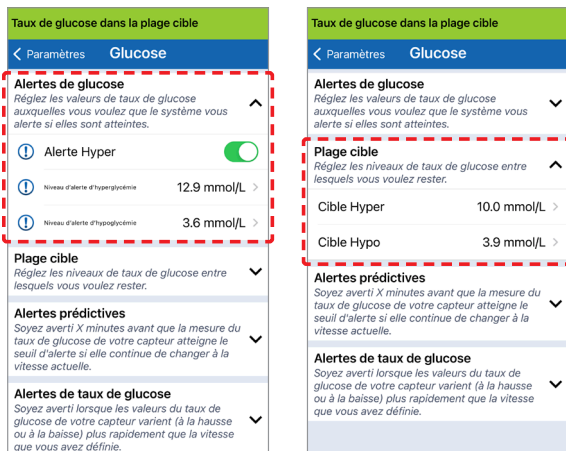 Taux de glucose dans la plage cible
Paramètres Glucose
Alertes de glucose
Réglez les valeurs de taux de glucose
auxquelles vous voulez que le système vous
alerte si elles sont atteintes.
Alerte Hyper
Niveau d'alerte d'hyperglycémie 12.9 mmol/L
Niveau d'alerte d'hypoglycémie 3.6 mmol/L
Plage cible
Réglez les niveaux de taux de glucose entre
lesquels vous voulez rester.
Alertes prédictives
Soyez averti X minutes avant que la mesure du
taux de glucose de votre capteur atteigne le
seuil d'alerte si elle continue de changer à la
vitesse actuelle.
Alertes de taux de glucose
Soyez averti lorsque les valeurs du taux de
glucose de votre capteur varient (à la hausse
ou à la baisse) plus rapidement que la vitesse
que vous avez définie.
Taux de glucose dans la plage cible
Paramètres Glucose
Alertes de glucose
Réglez les valeurs de taux de glucose
auxquelles vous voulez que le système vous
alerte si elles sont atteintes.
Plage cible
Réglez les niveaux de taux de glucose entre
lesquels vous voulez rester.
Cible Hyper 10.0 mmol/L
Cible Hypo 3.9 mmol/L
Alertes prédictives
Soyez averti X minutes avant que la mesure du
taux de glucose de votre capteur atteigne le
seuil d'alerte si elle continue de changer à la
vitesse actuelle.
Alertes de taux de glucose
Soyez averti lorsque les valeurs du taux de
glucose de votre capteur varient (à la hausse
ou à la baisse) plus rapidement que la vitesse
que vous avez définie.